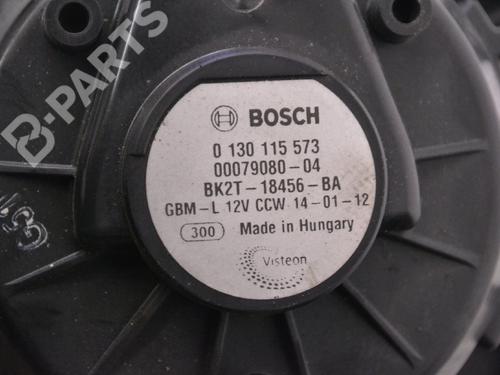 B-PARTS
BOSCH
0 130 115 573
00079080-04
BK2T-18456-BA
GBM-L 12V CCW 14-01-12
300 Made in Hungary
Visteon